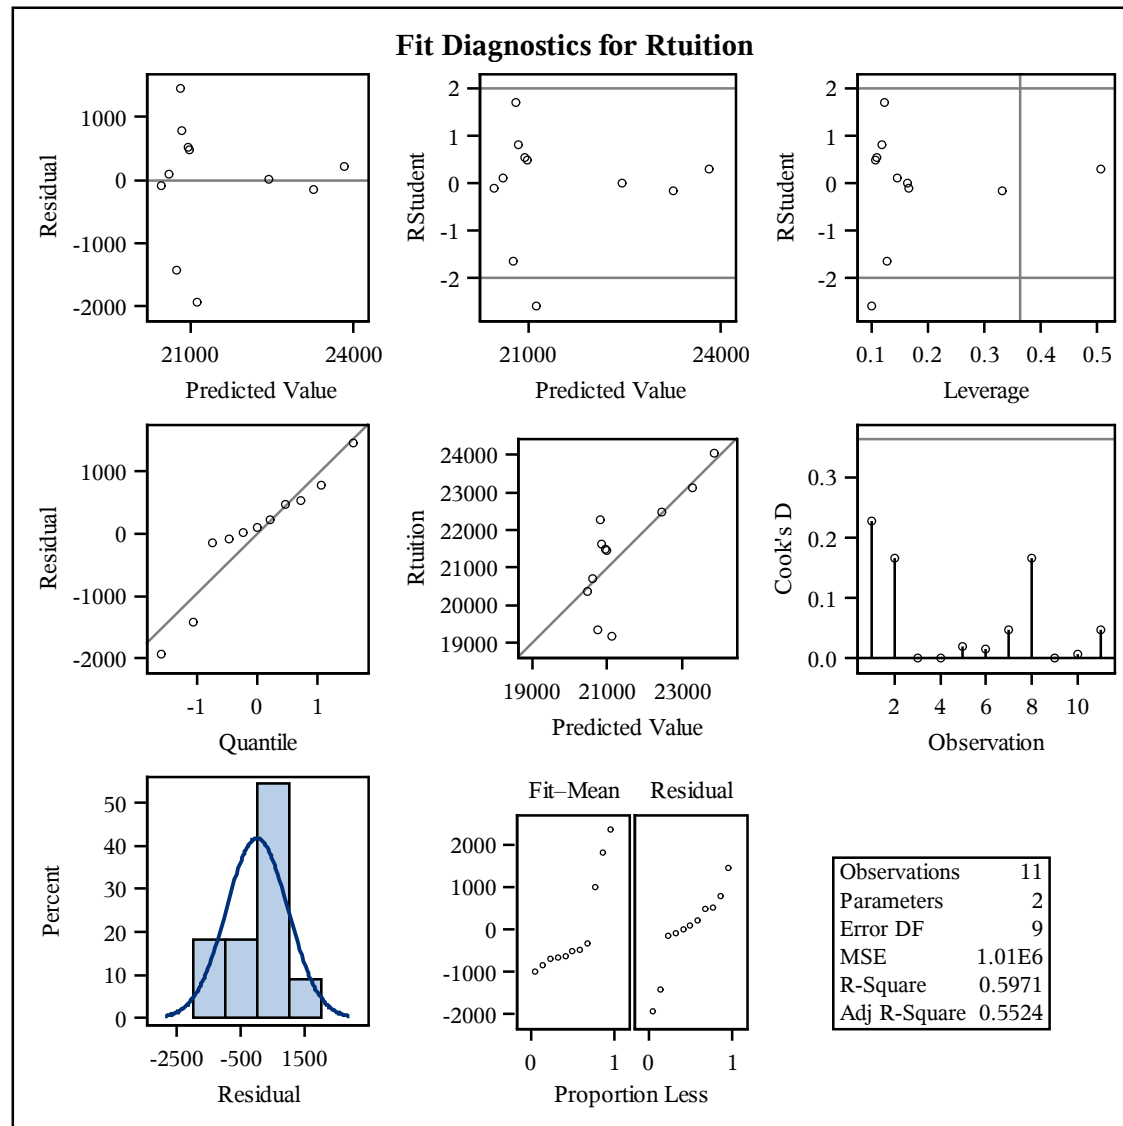 Fit Diagnostics for Rtuition
Residual
1000
0
-1000
-2000
21000 24000
Predicted Value
RStudent
2
1
0
-1
-2
21000 24000
Predicted Value
RStudent
2
1
0
-1
-2
0.1 0.2 0.3 0.4 0.5
Leverage
Residual
1000
0
-1000
-2000
-1 0 1
Quantile
Rtuition
24000
23000
22000
21000
20000
19000
19000 21000 23000
Predicted Value
Cook's D
0.3
0.2
0.1
0.0
2 4 6 8 10
Observation
Percent
50
40
30
20
10
0
-2500 -500 1500
Residual
Fit–Mean Residual
2000
1000
0
-1000
-2000
0 1 0 1
Proportion Less
Observations 11
Parameters 2
Error DF 9
MSE 1.01E6
R-Square 0.5971
Adj R-Square 0.5524